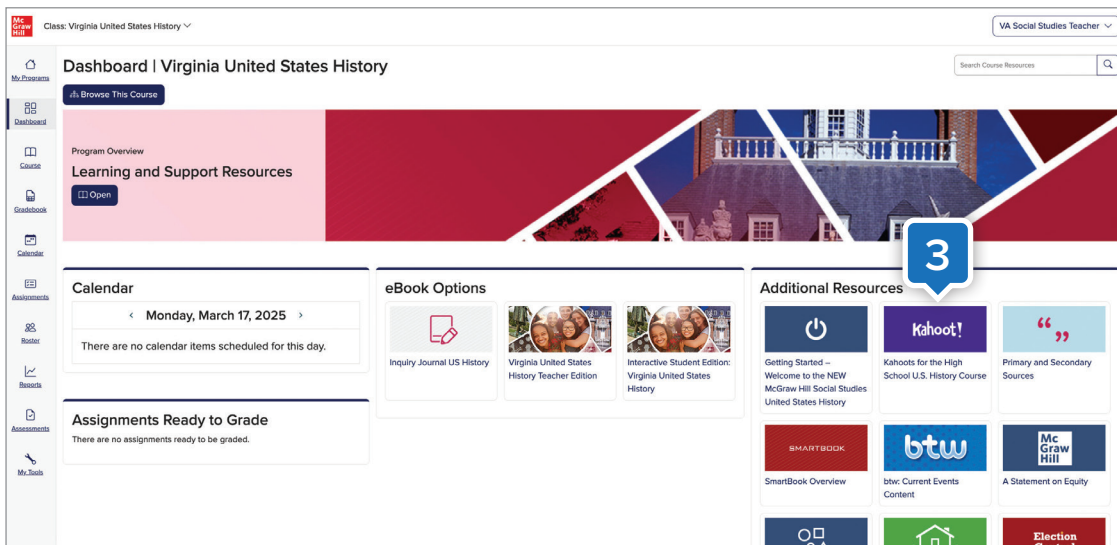 Mc
Graw
Hill
Class: Virginia United States History
VA Social Studies Teacher
My Programs
Dashboard
Course
Gradebook
Calendar
Assignments
Roster
Reports
Assessments
My Tools
Dashboard | Virginia United States History
Search Course Resources
Browse This Course
Program Overview
Learning and Support Resources
Open
3
Calendar
‹ Monday, March 17, 2025 ›
There are no calendar items scheduled for this day.
Assignments Ready to Grade
There are no assignments ready to be graded.
eBook Options
Inquiry Journal US History
Virginia United States
History Teacher Edition
Interactive Student Edition:
Virginia United States
History
Additional Resources
Getting Started –
Welcome to the NEW
McGraw Hill Social Studies
United States History
Kahoot!
Kahoots for the High
School U.S. History Course
“ ”
Primary and Secondary
Sources
SMARTBOOK
SmartBook Overview
btw
btw: Current Events
Content
Mc
Graw
Hill
A Statement on Equity
Election